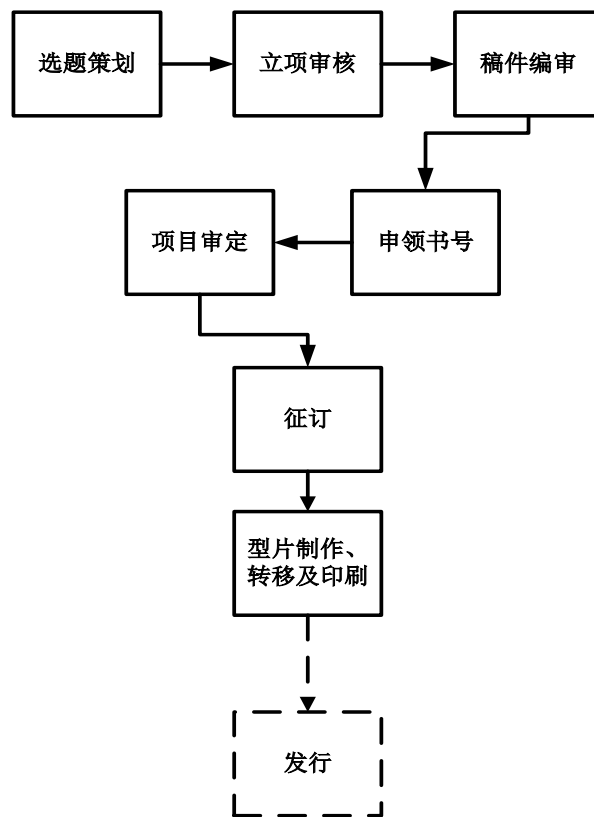 选题策划
立项审核
稿件编审
申领书号
项目审定
征订
型片制作、
转移及印刷
发行